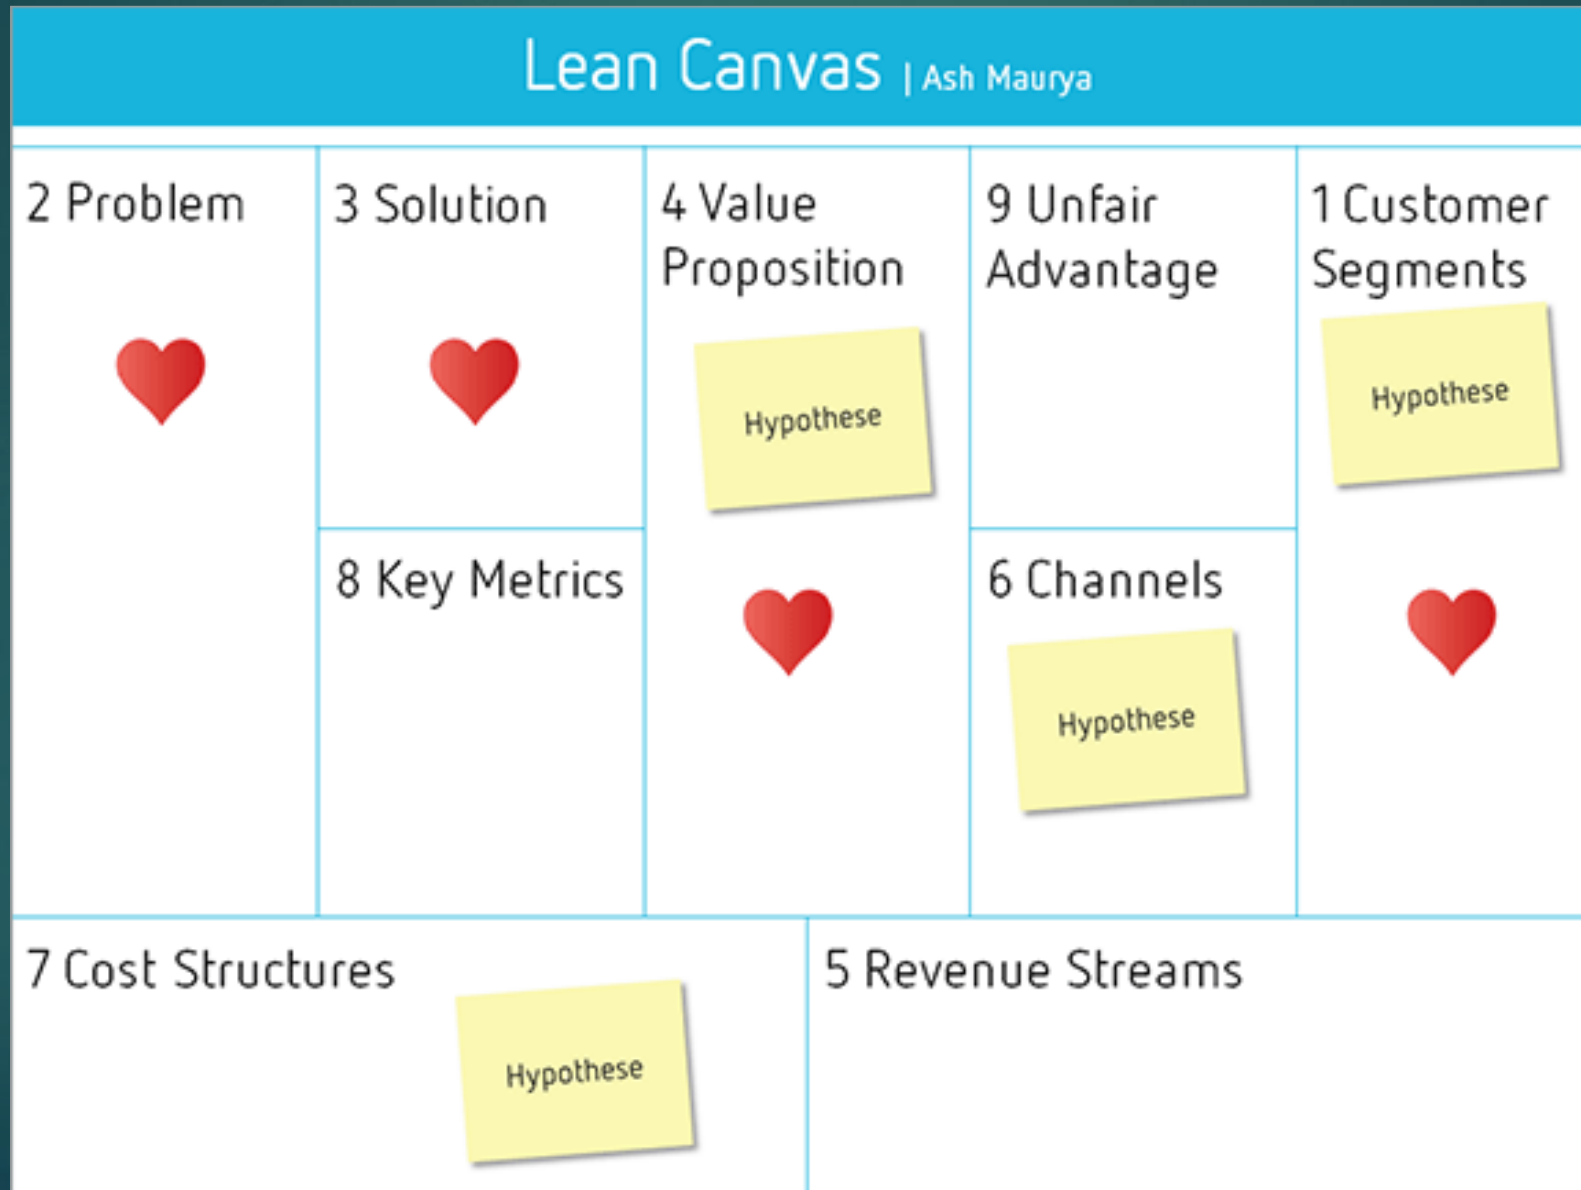 Lean Canvas | Ash Maurya
2 Problem
3 Solution
4 Value
Proposition
Hypothese
9 Unfair
Advantage
1 Customer
Segments
Hypothese
8 Key Metrics
6 Channels
Hypothese
7 Cost Structures
Hypothese
5 Revenue Streams